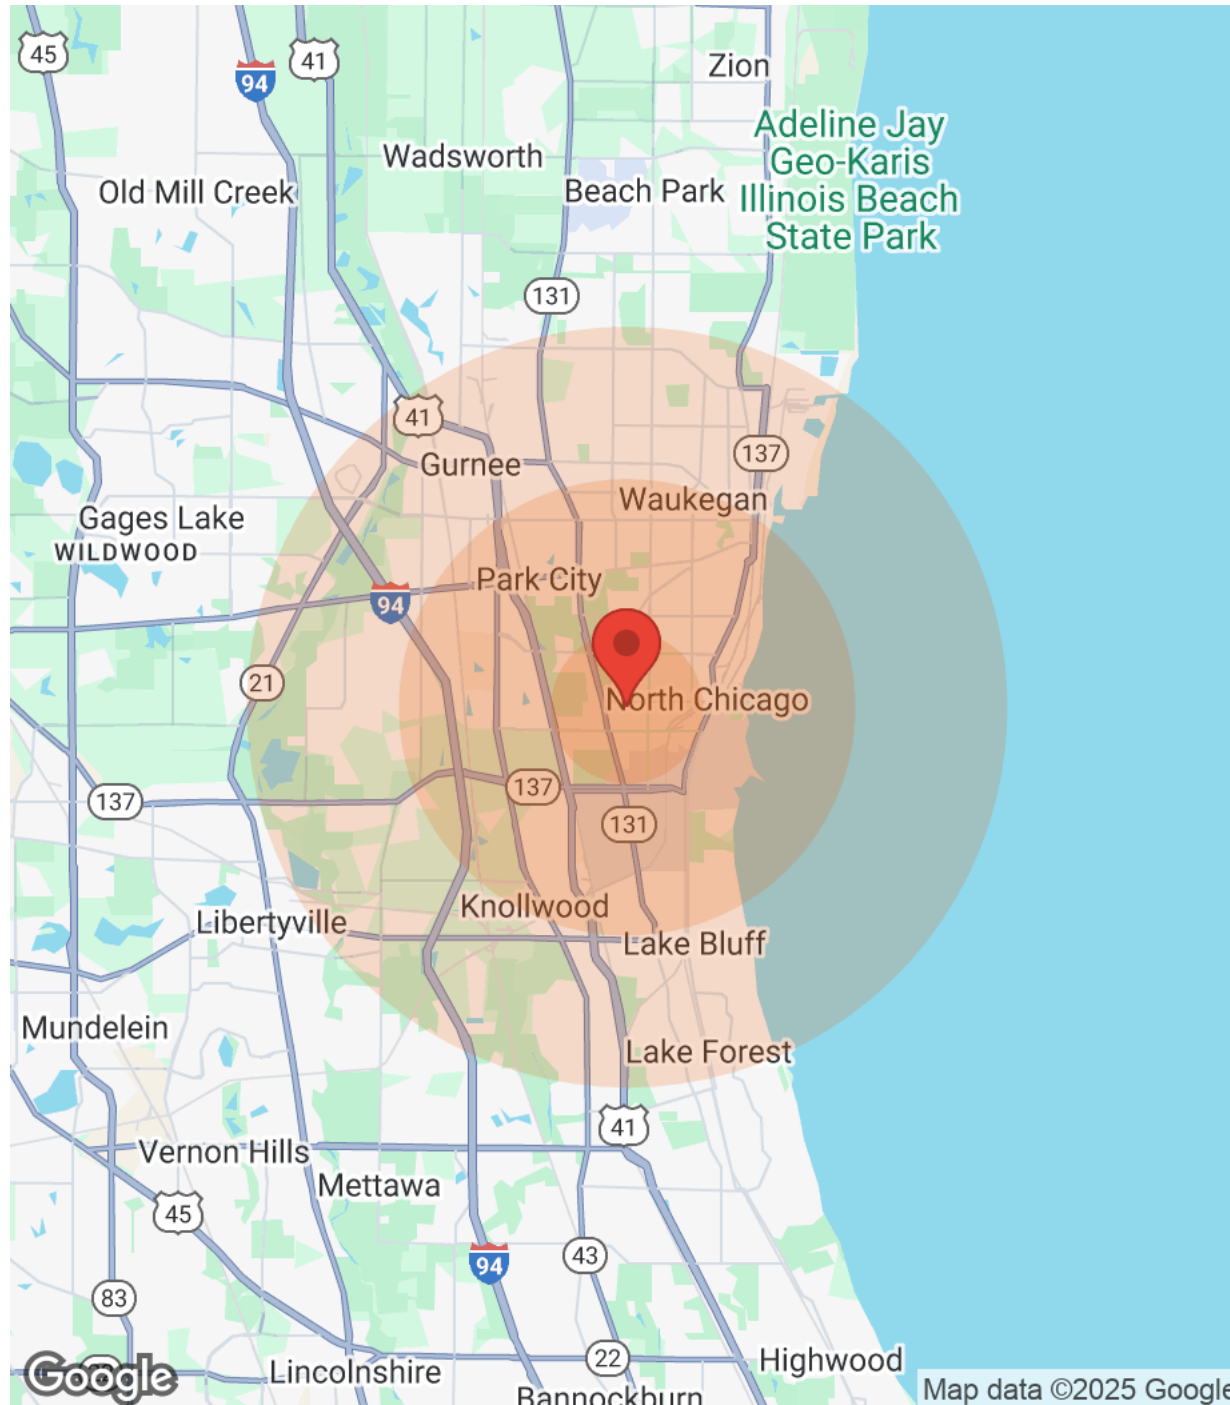 45
41
94
Zion
Adeline Jay
Geo-Karis
Illinois Beach
State Park
Wadsworth
Old Mill Creek
Beach Park
131
41
137
Gurnee
Waukegan
Gages Lake
WILDWOOD
Park City
94
21
North Chicago
137
137
131
Knollwood
Libertyville
Lake Bluff
Mundelein
Lake Forest
41
Vernon Hills
Mettawa
45
43
94
83
22
22
Highwood
Lincolnshire
Bannockburn
Google
Map data ©2025 Google